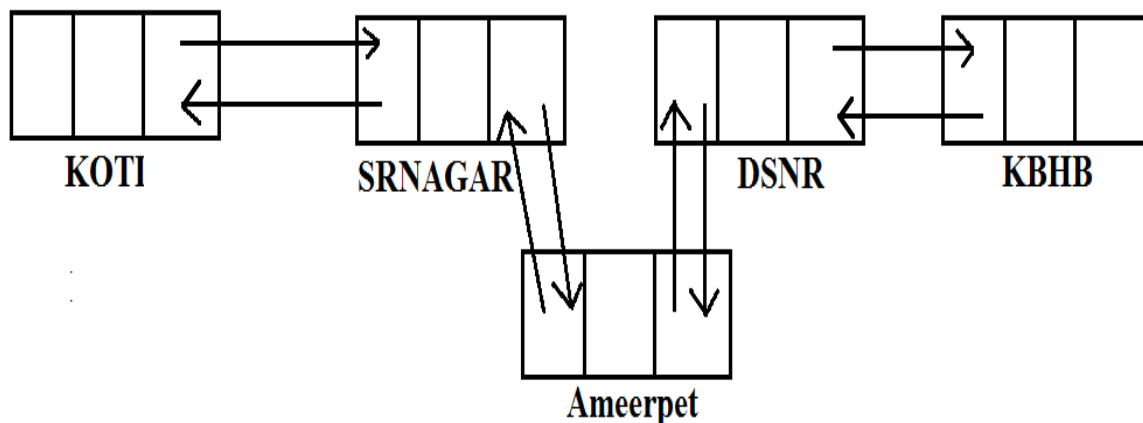 KOTI
SRNAGAR
DSNR
KBHB
Ameerpet